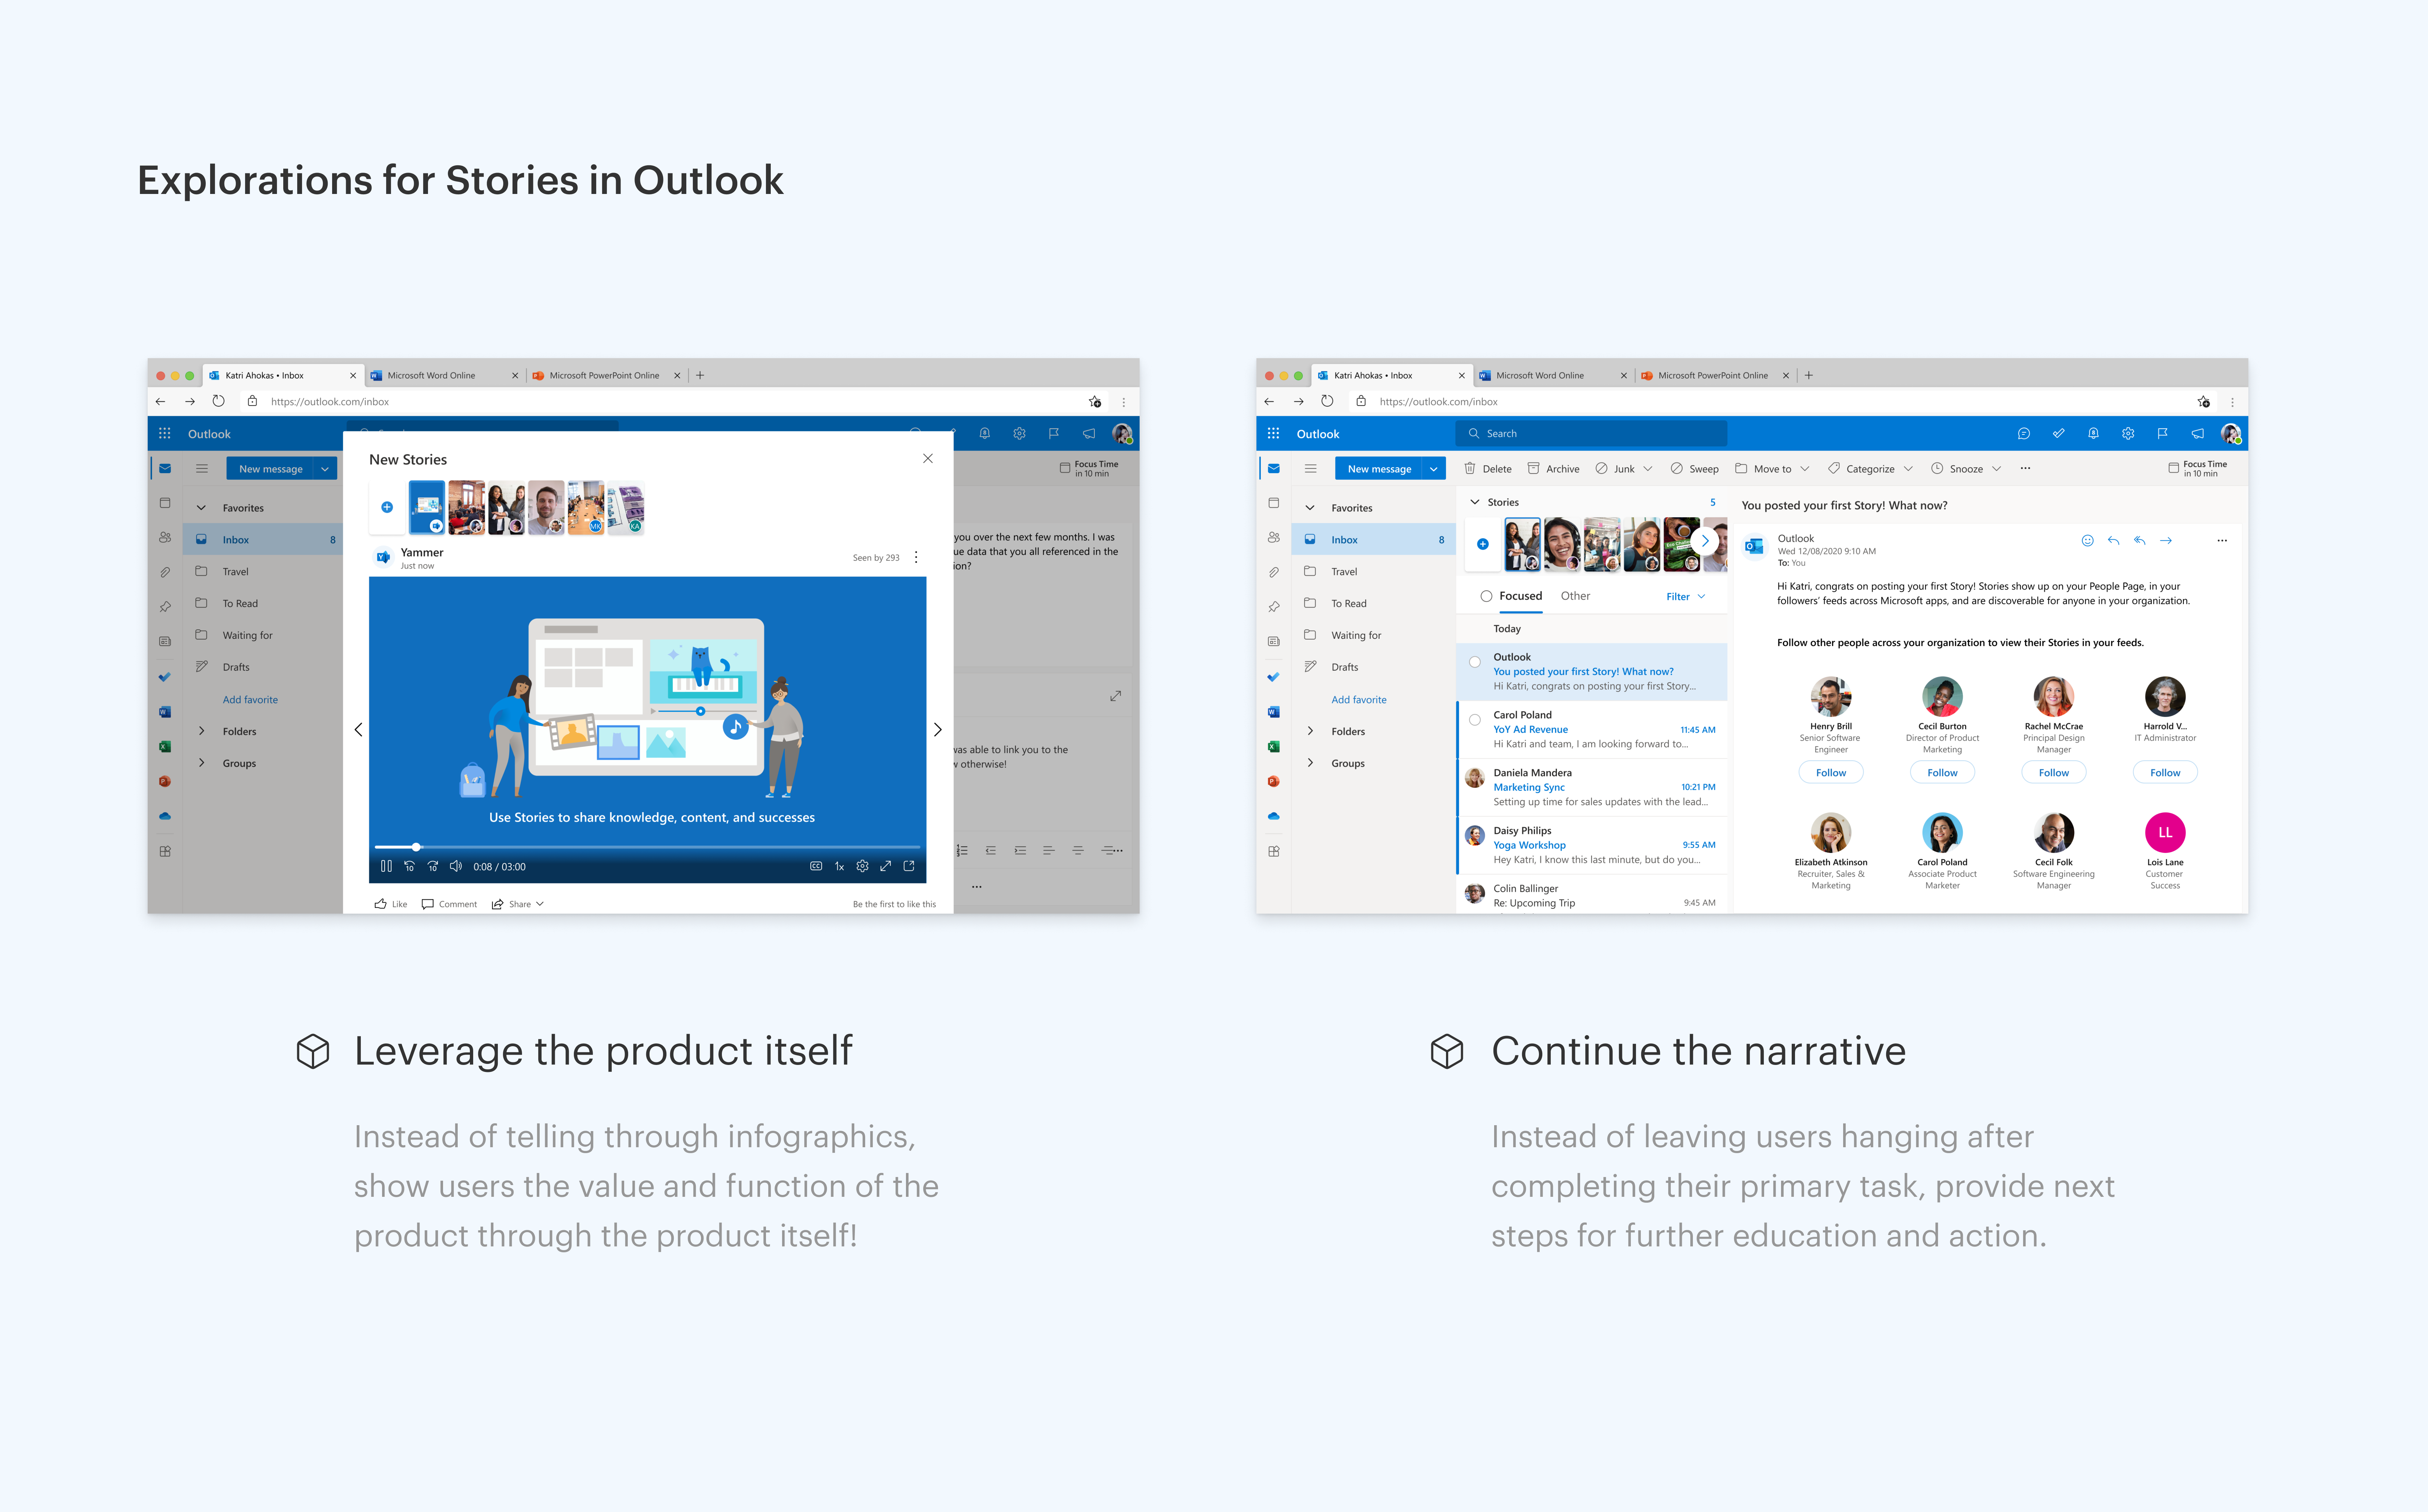 Explorations for Stories in Outlook
Katri Ahokas • Inbox
Microsoft Word Online
Microsoft PowerPoint Online
https://outlook.com/inbox
Outlook
New message
Focus Time
in 10 min
Favorites
Inbox 8
Travel
To Read
Waiting for
Drafts
Add favorite
Folders
Groups
New Stories
MK
KA
Yammer
Just now
Seen by 293
you over the next few months. I was
ue data that you all referenced in the
ion?
was able to link you to the
otherwise!
Use Stories to share knowledge, content, and successes
10 10 0:08 / 03:00
CC 1x
Like Comment Share
Be the first to like this
Katri Ahokas • Inbox
Microsoft Word Online
Microsoft PowerPoint Online
https://outlook.com/inbox
Outlook
Search
New message
Delete Archive Junk Sweep Move to Categorize Snooze
Focus Time
in 10 min
Favorites
Inbox 8
Travel
To Read
Waiting for
Drafts
Add favorite
Folders
Groups
Stories 5
Focused Other Filter
Today
Outlook
You posted your first Story! What now?
Hi Katri, congrats on posting your first Story...
Carol Poland
YoY Ad Revenue 11:45 AM
Hi Katri and team, I am looking forward to...
Daniela Mandera
Marketing Sync 10:21 PM
Setting up time for sales updates with the lead...
Daisy Philips
Yoga Workshop 9:55 AM
Hey Katri, I know this last minute, but do you...
Colin Ballinger
Re: Upcoming Trip 9:45 AM
You posted your first Story! What now?
Outlook
Wed 12/08/2020 9:10 AM
To: You
Hi Katri, congrats on posting your first Story! Stories show up on your People Page, in your
followers' feeds across Microsoft apps, and are discoverable for anyone in your organization.
Follow other people across your organization to view their Stories in your feeds.
Henry Brill
Senior Software
Engineer
Follow
Cecil Burton
Director of Product
Marketing
Follow
Rachel McCrae
Principal Design
Manager
Follow
Harrold V...
IT Administrator
Follow
Elizabeth Atkinson
Recruiter, Sales &
Marketing
Carol Poland
Associate Product
Marketer
Cecil Folk
Software Engineering
Manager
LL
Lois Lane
Customer
Success
Leverage the product itself
Instead of telling through infographics,
show users the value and function of the
product through the product itself!
Continue the narrative
Instead of leaving users hanging after
completing their primary task, provide next
steps for further education and action.